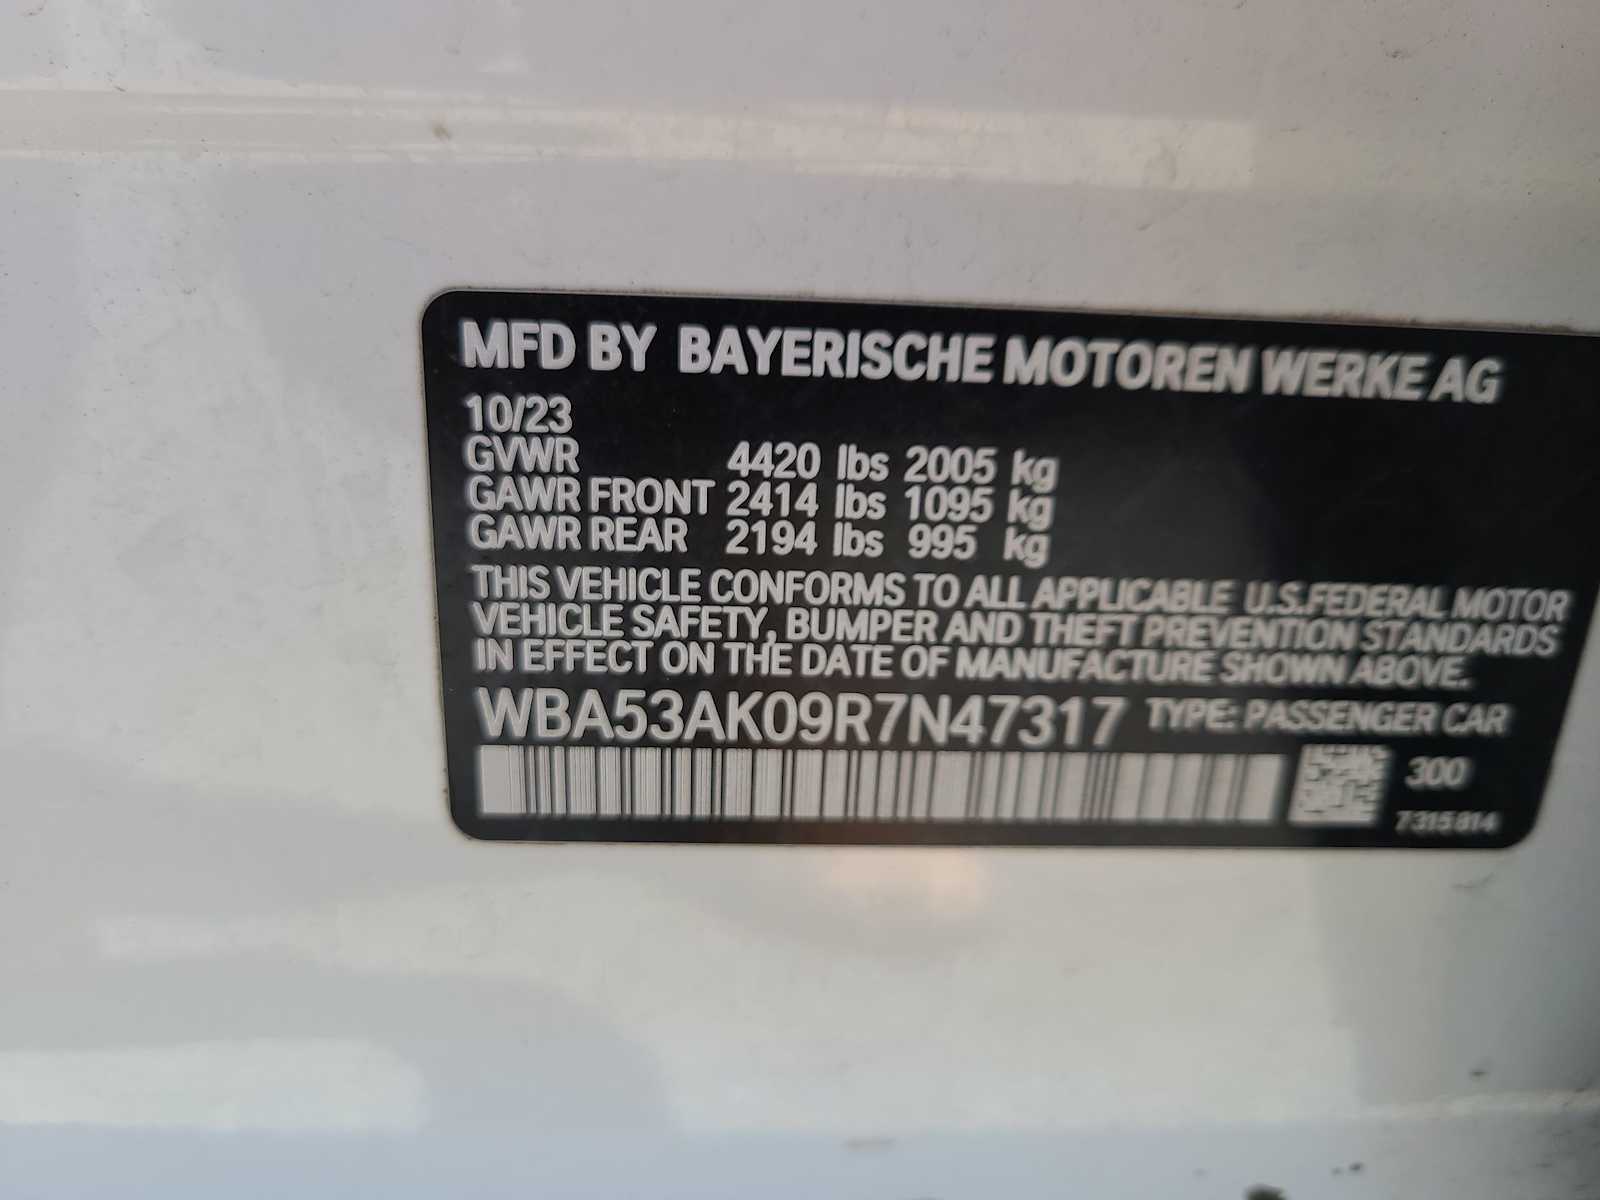 MFD BY BAYERISCHE MOTOREN WERKE AG
10/23
GVWR 4420 lbs 2005 kg
GAWR FRONT 2414 lbs 1095 kg
GAWR REAR 2194 lbs 995 kg
THIS VEHICLE CONFORMS TO ALL APPLICABLE U.S.FEDERAL MOTOR
VEHICLE SAFETY, BUMPER AND THEFT PREVENTION STANDARDS
IN EFFECT ON THE DATE OF MANUFACTURE SHOWN ABOVE.
WBA53AK09R7N47317 TYPE: PASSENGER CAR
300
7315814